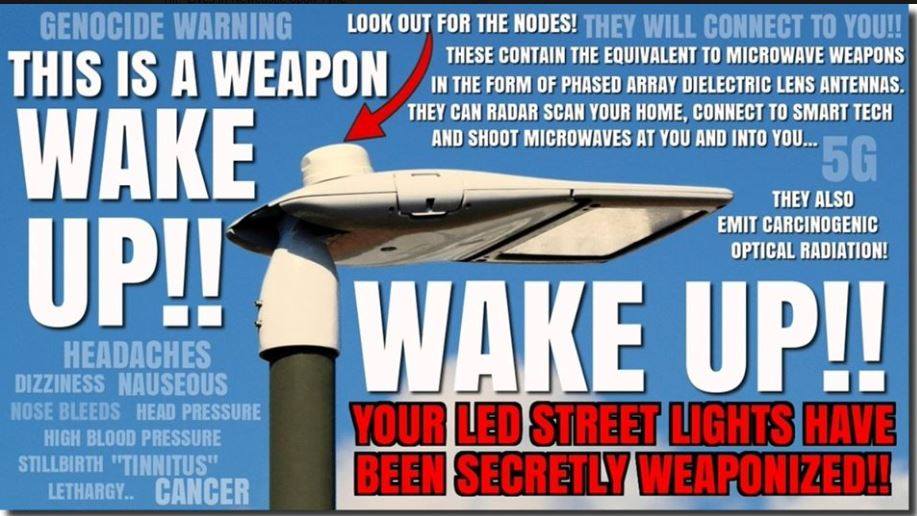 GENOCIDE WARNING
THIS IS A WEAPON
WAKE
UP!!
LOOK OUT FOR THE NODES! THEY WILL CONNECT TO YOU!!
THESE CONTAIN THE EQUIVALENT TO MICROWAVE WEAPONS
IN THE FORM OF PHASED ARRAY DIELECTRIC LENS ANTENNAS.
THEY CAN RADAR SCAN YOUR HOME, CONNECT TO SMART TECH
AND SHOOT MICROWAVES AT YOU AND INTO YOU...
5G
THEY ALSO
EMIT CARCINOGENIC
OPTICAL RADIATION!
HEADACHES
DIZZINESS NAUSEOUS
NOSE BLEEDS HEAD PRESSURE
HIGH BLOOD PRESSURE
STILLBIRTH "TINNITUS"
LETHARGY.. CANCER
WAKE UP!!
YOUR LED STREET LIGHTS HAVE
BEEN SECRETLY WEAPONIZED!!